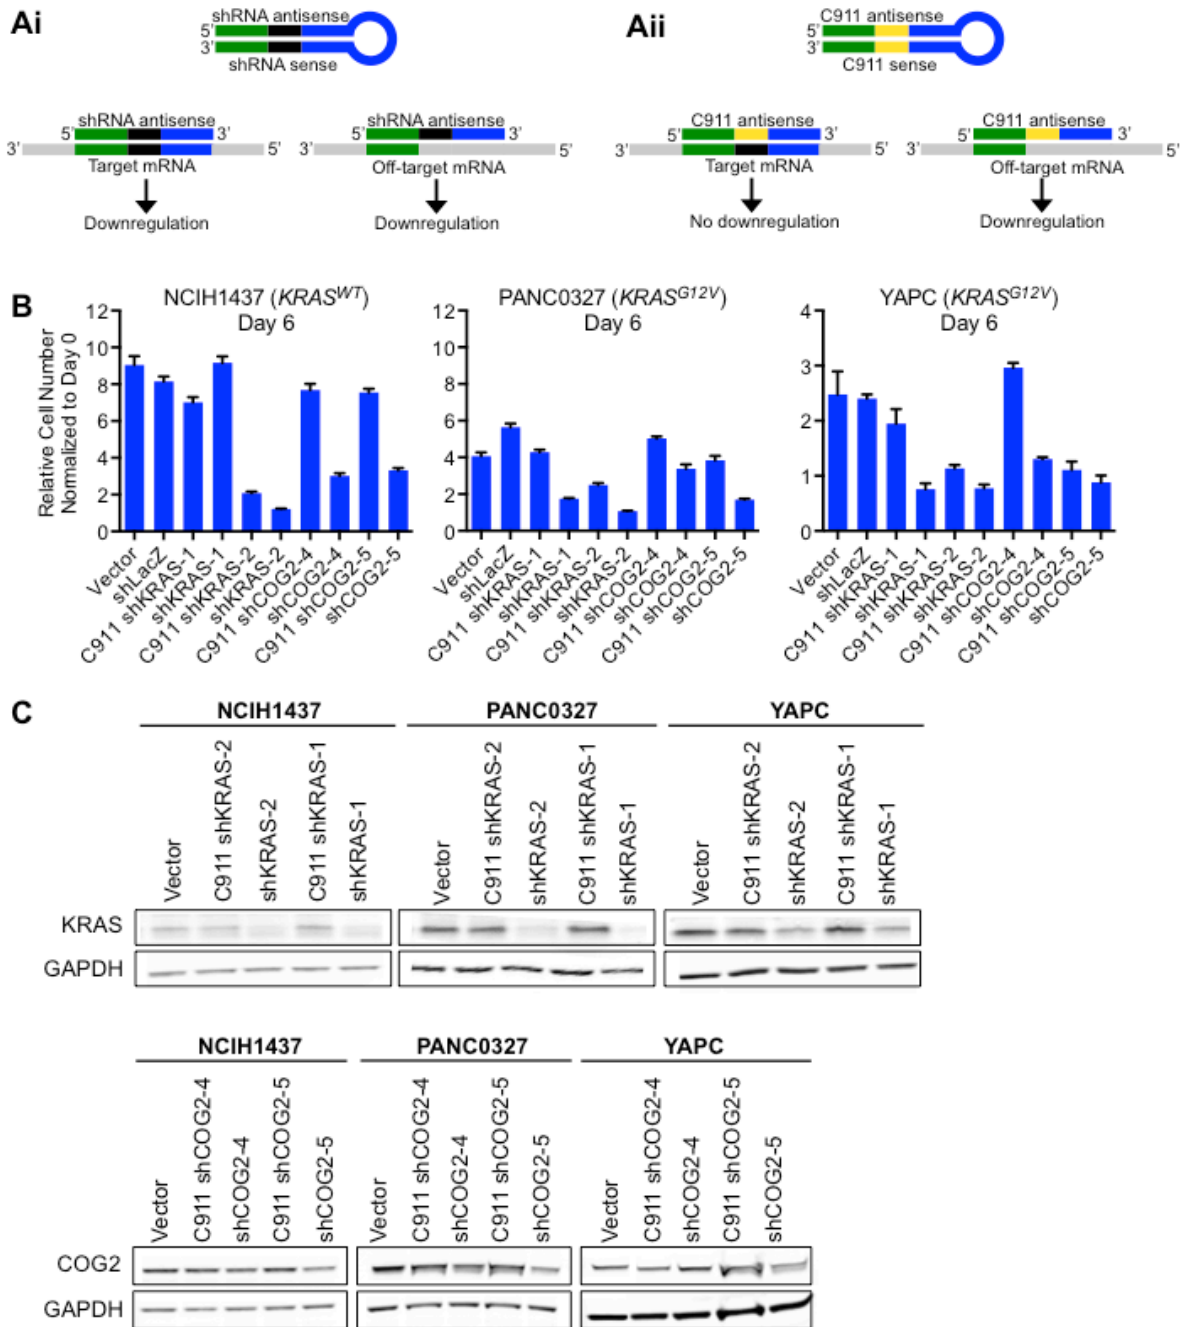 Ai
shRNA antisense
5'
3'
shRNA sense
shRNA antisense
5' 3'
3' 5'
Target mRNA
Downregulation
shRNA antisense
5' 3'
3' 5'
Off-target mRNA
Downregulation
Aii
C911 antisense
5'
3'
C911 sense
C911 antisense
5' 3'
3' 5'
Target mRNA
No downregulation
C911 antisense
5' 3'
3' 5'
Off-target mRNA
Downregulation
B
Relative Cell Number
Normalized to Day 0
NCIH1437 (KRASWT)
Day 6
12
10
8
6
4
2
0
Vector
shLacZ
C911 shKRAS-1
shKRAS-1
C911 shKRAS-2
shKRAS-2
C911 shCOG2-4
shCOG2-4
C911 shCOG2-5
shCOG2-5
PANC0327 (KRASG12V)
Day 6
12
10
8
6
4
2
0
Vector
shLacZ
C911 shKRAS-1
shKRAS-1
C911 shKRAS-2
shKRAS-2
C911 shCOG2-4
shCOG2-4
C911 shCOG2-5
shCOG2-5
YAPC (KRASG12V)
Day 6
4
3
2
1
0
Vector
shLacZ
C911 shKRAS-1
shKRAS-1
C911 shKRAS-2
shKRAS-2
C911 shCOG2-4
shCOG2-4
C911 shCOG2-5
shCOG2-5
C
NCIH1437
Vector
C911 shKRAS-2
shKRAS-2
C911 shKRAS-1
shKRAS-1
PANC0327
Vector
C911 shKRAS-2
shKRAS-2
C911 shKRAS-1
shKRAS-1
YAPC
Vector
C911 shKRAS-2
shKRAS-2
C911 shKRAS-1
shKRAS-1
KRAS
GAPDH
NCIH1437
Vector
C911 shCOG2-4
shCOG2-4
C911 shCOG2-5
shCOG2-5
PANC0327
Vector
C911 shCOG2-4
shCOG2-4
C911 shCOG2-5
shCOG2-5
YAPC
Vector
C911 shCOG2-4
shCOG2-4
C911 shCOG2-5
shCOG2-5
COG2
GAPDH